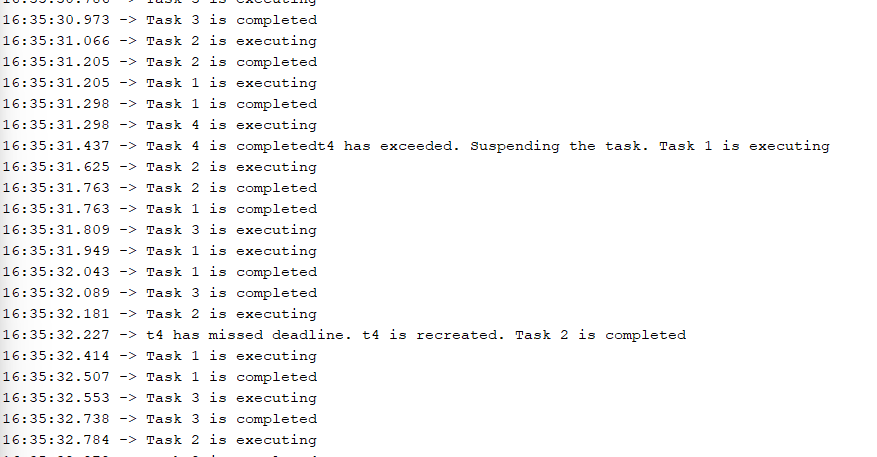 16:35:30.973 -> Task 3 is completed
16:35:31.066 -> Task 2 is executing
16:35:31.205 -> Task 2 is completed
16:35:31.205 -> Task 1 is executing
16:35:31.298 -> Task 1 is completed
16:35:31.298 -> Task 4 is executing
16:35:31.437 -> Task 4 is completedt4 has exceeded. Suspending the task. Task 1 is executing
16:35:31.625 -> Task 2 is executing
16:35:31.763 -> Task 2 is completed
16:35:31.763 -> Task 1 is completed
16:35:31.809 -> Task 3 is executing
16:35:31.949 -> Task 1 is executing
16:35:32.043 -> Task 1 is completed
16:35:32.089 -> Task 3 is completed
16:35:32.181 -> Task 2 is executing
16:35:32.227 -> t4 has missed deadline. t4 is recreated. Task 2 is completed
16:35:32.414 -> Task 1 is executing
16:35:32.507 -> Task 1 is completed
16:35:32.553 -> Task 3 is executing
16:35:32.738 -> Task 3 is completed
16:35:32.784 -> Task 2 is executing